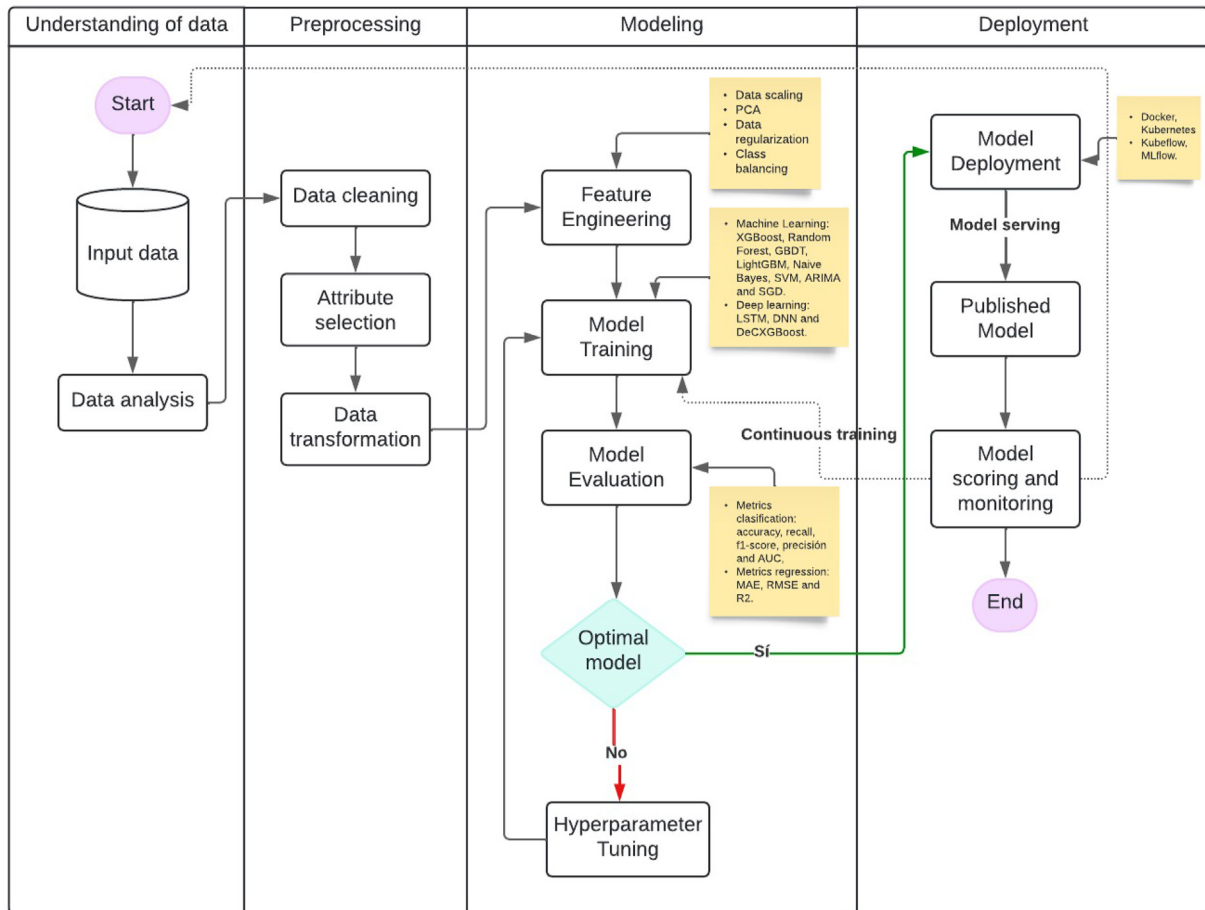 Understanding of data
Preprocessing
Modeling
Deployment
Start
Input data
Data analysis
Data cleaning
Attribute
selection
Data
transformation
• Data scaling
• PCA
• Data
regularization
• Class
balancing
Feature
Engineering
• Machine Learning:
XGBoost, Random
Forest, GBDT,
LightGBM, Naive
Bayes, SVM, ARIMA
and SGD.
• Deep learning:
LSTM, DNN and
DeCXGBoost.
Model
Training
Continuous training
Model
Evaluation
• Metrics
clasification:
accuracy, recall,
f1-score, precisión
and AUC,
• Metrics regression:
MAE, RMSE and
R2.
Optimal
model
Sí
No
Hyperparameter
Tuning
Model
Deployment
• Docker,
Kubernetes
• Kubeflow,
MLflow.
Model serving
Published
Model
Model
scoring and
monitoring
End